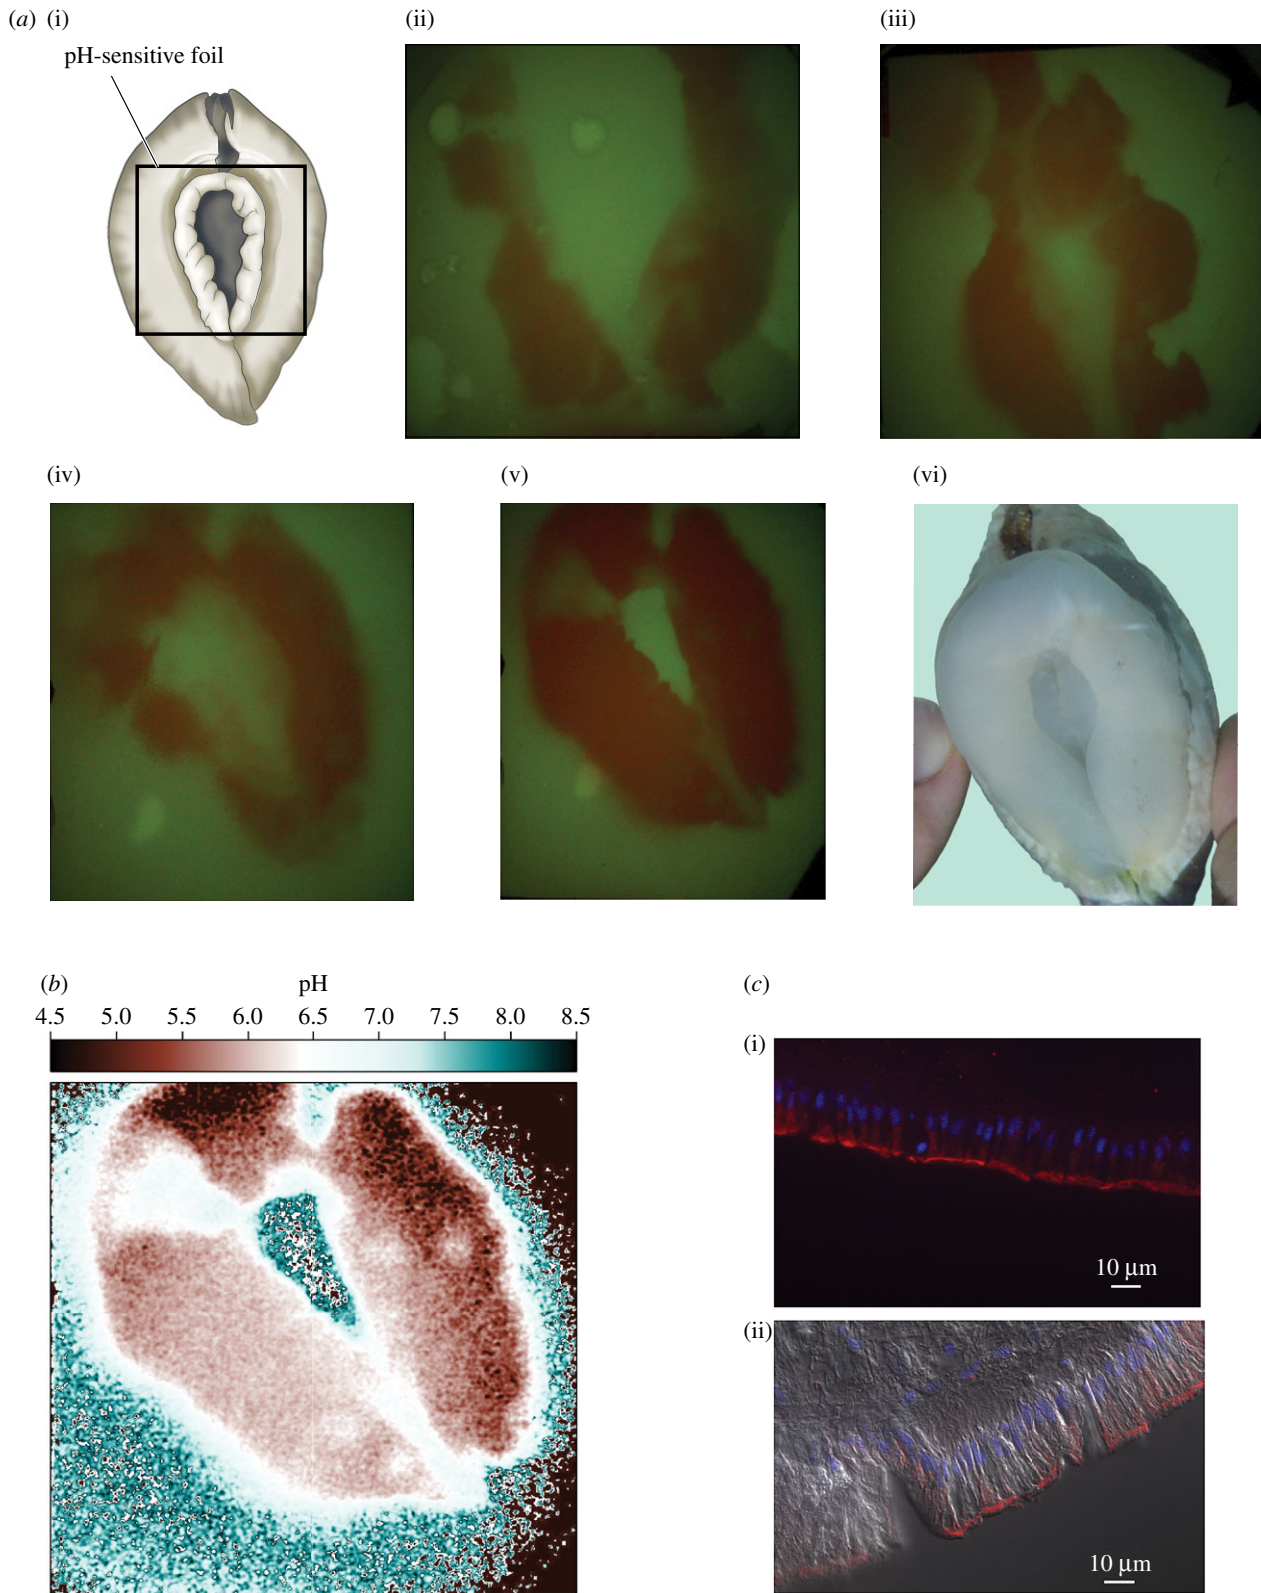 (a) (i)
(ii)
(iii)
pH-sensitive foil
(iv)
(v)
(vi)
(b)
pH
4.5 5.0 5.5 6.0 6.5 7.0 7.5 8.0 8.5
(c)
(i)
10 µm
(ii)
10 µm